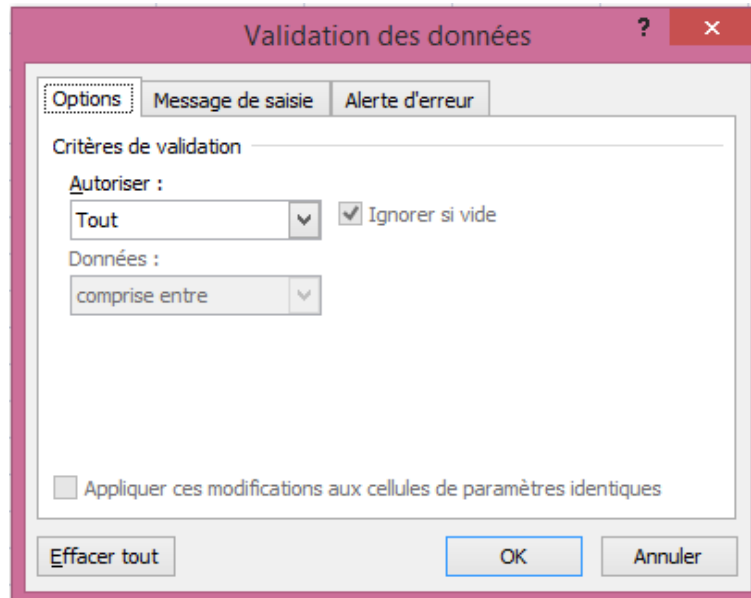 Validation des données ?
Options Message de saisie Alerte d'erreur
Critères de validation
Autoriser :
Tout Ignorer si vide
Données :
comprise entre
Appliquer ces modifications aux cellules de paramètres identiques
Effacer tout OK Annuler